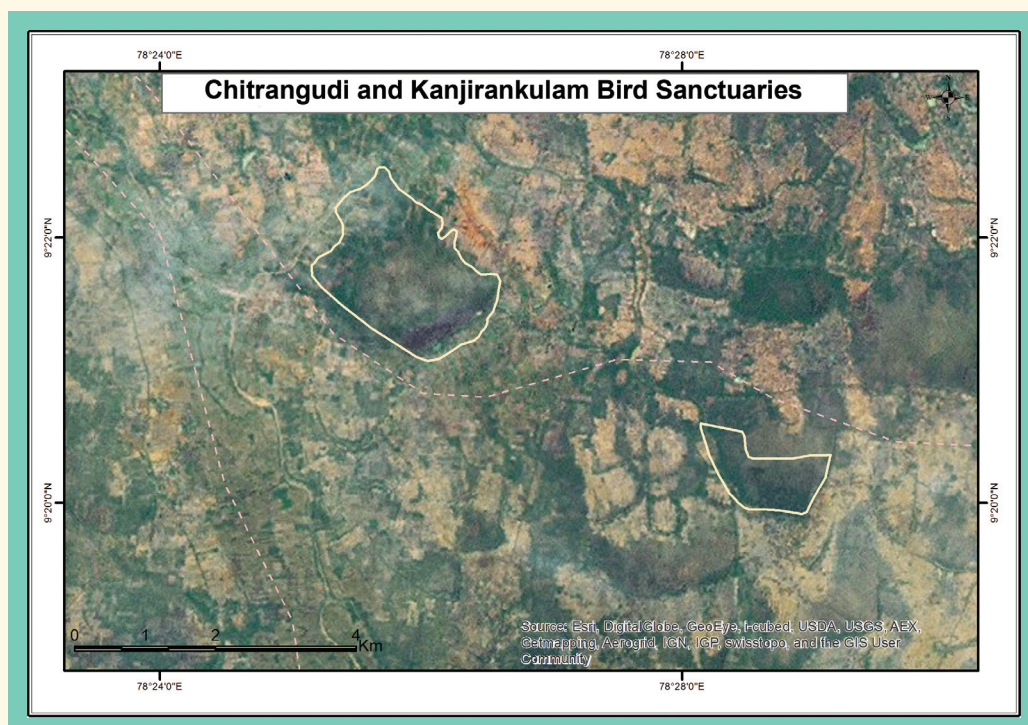 78°24'0"E
78°28'0"E
Chitrangudi and Kanjirankulam Bird Sanctuaries
N
W
E
S
9°22'0"N
9°22'0"N
9°20'0"N
9°20'0"N
0 1 2 4
Km
Source: Esri, DigitalGlobe, GeoEye, i-cubed, USDA, USGS, AEX,
Getmapping, Aerogrid, IGN, IGP, swisstopo, and the GIS User
Community
78°24'0"E
78°28'0"E